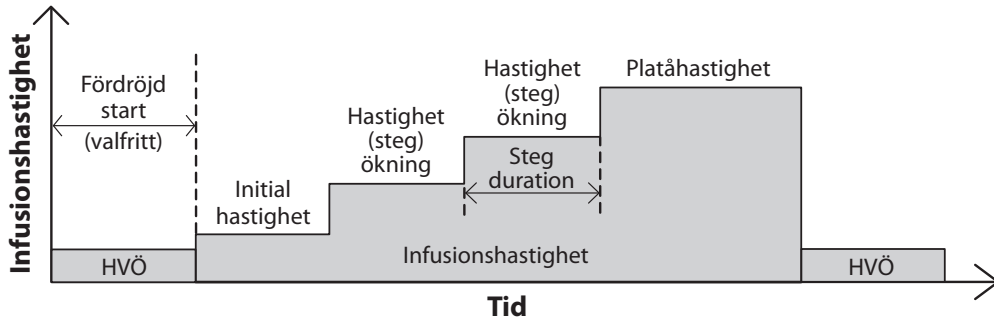 Infusionshastighet
Fördröjd
start
(valfritt)
HVÖ
Initial
hastighet
Hastighet
(steg)
ökning
Hastighet
(steg)
ökning
Steg
duration
Platåhastighet
Infusionshastighet
HVÖ
Tid